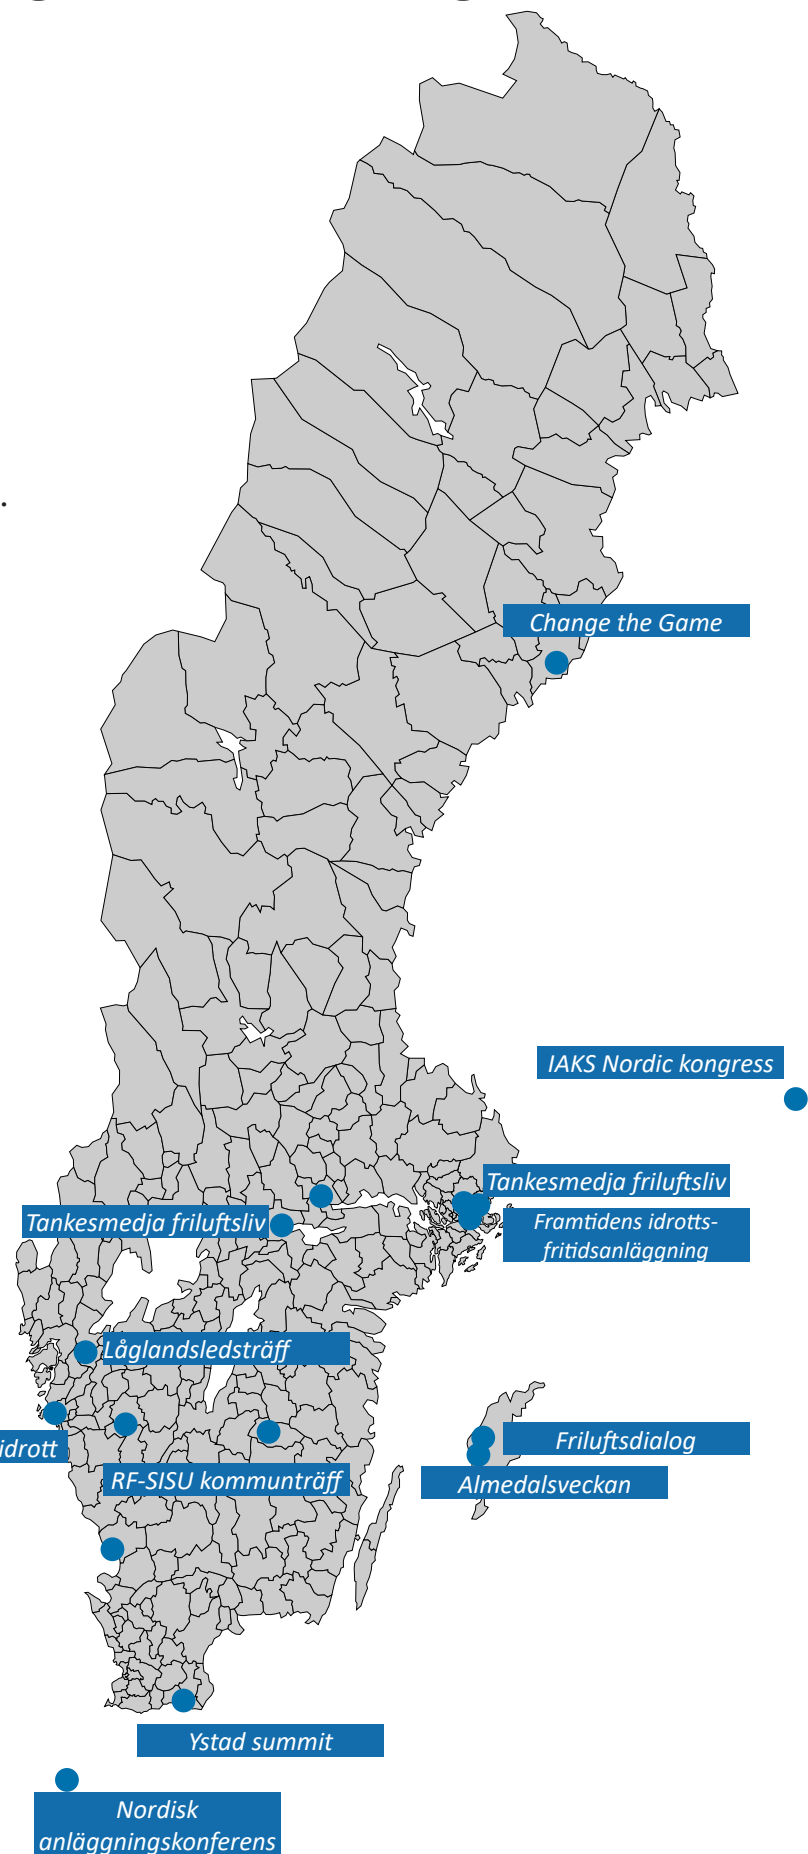 Change the Game
IAKS Nordic kongress
Tankesmedja friluftsliv
Tankesmedja friluftsliv
Framtidens idrotts-
fritidsanläggning
Låglandsledsträff
idrott
Friluftsdialog
RF-SISU kommunträff
Almedalsveckan
Ystad summit
Nordisk
anläggningskonferens